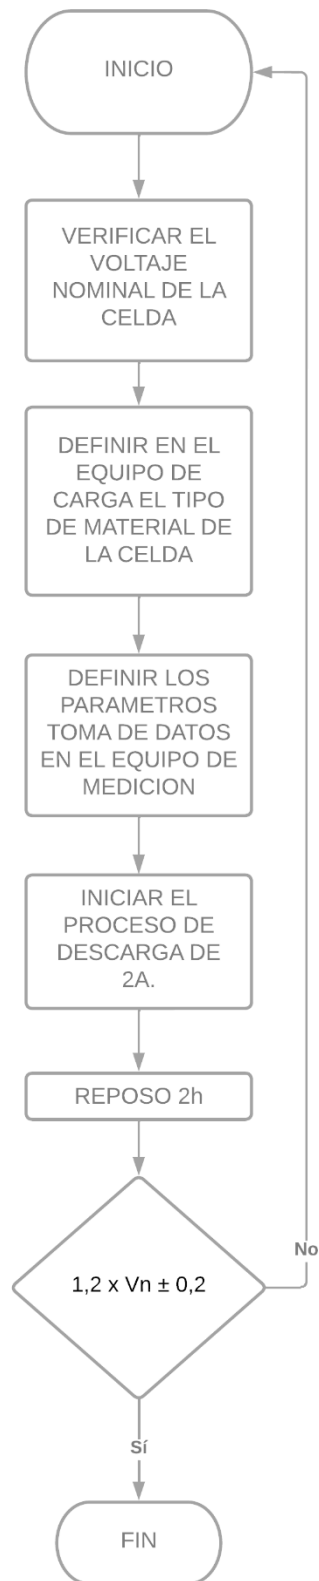 INICIO
VERIFICAR EL
VOLTAJE
NOMINAL DE LA
CELDA
DEFINIR EN EL
EQUIPO DE
CARGA EL TIPO
DE MATERIAL DE
LA CELDA
DEFINIR LOS
PARAMETROS
TOMA DE DATOS
EN EL EQUIPO DE
MEDICION
INICIAR EL
PROCESO DE
DESCARGA DE
2A.
REPOSO 2h
1,2 x Vn ± 0,2
No
Sí
FIN